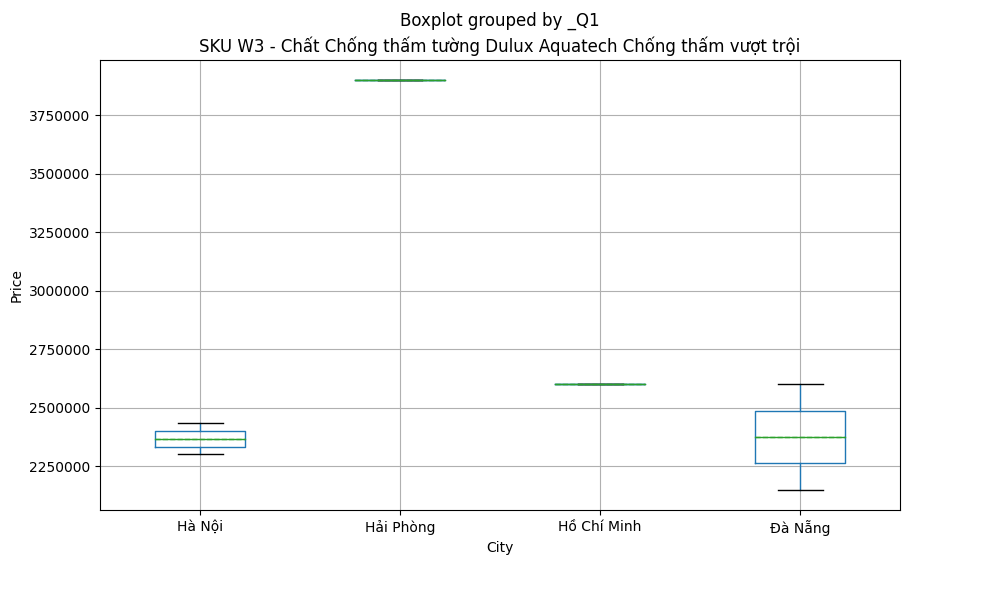 Boxplot grouped by _Q1
SKU W3 - Chất Chống thấm tường Dulux Aquatech Chống thấm vượt trội
3750000
3500000
3250000
3000000
2750000
2500000
2250000
Price
Hà Nội
Hải Phòng
Hồ Chí Minh
Đà Nẵng
City